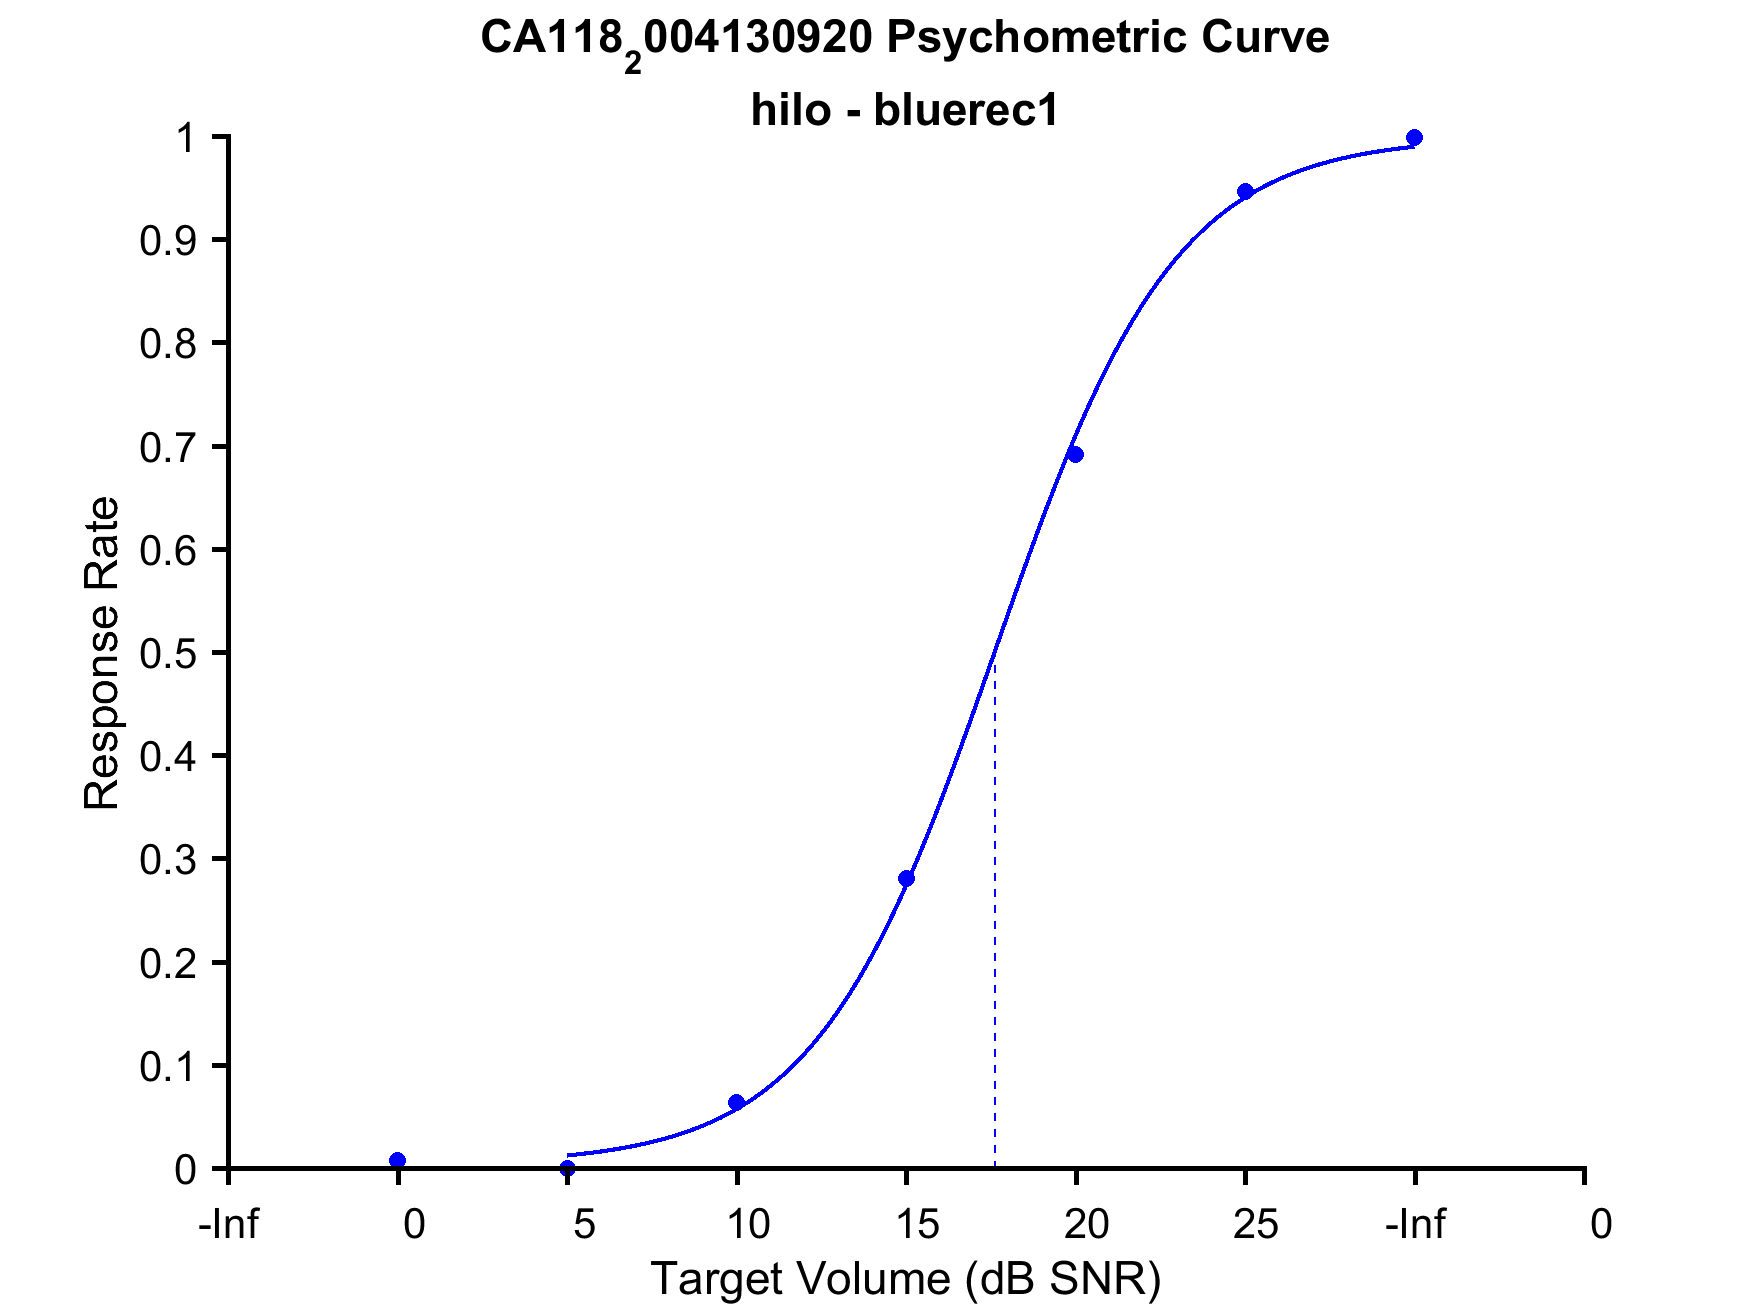 CA118₂004130920 Psychometric Curve
hilo - bluerec1
1
0.9
0.8
0.7
0.6
0.5
0.4
0.3
0.2
0.1
0
Response Rate
-Inf 0 5 10 15 20 25 -Inf 0
Target Volume (dB SNR)